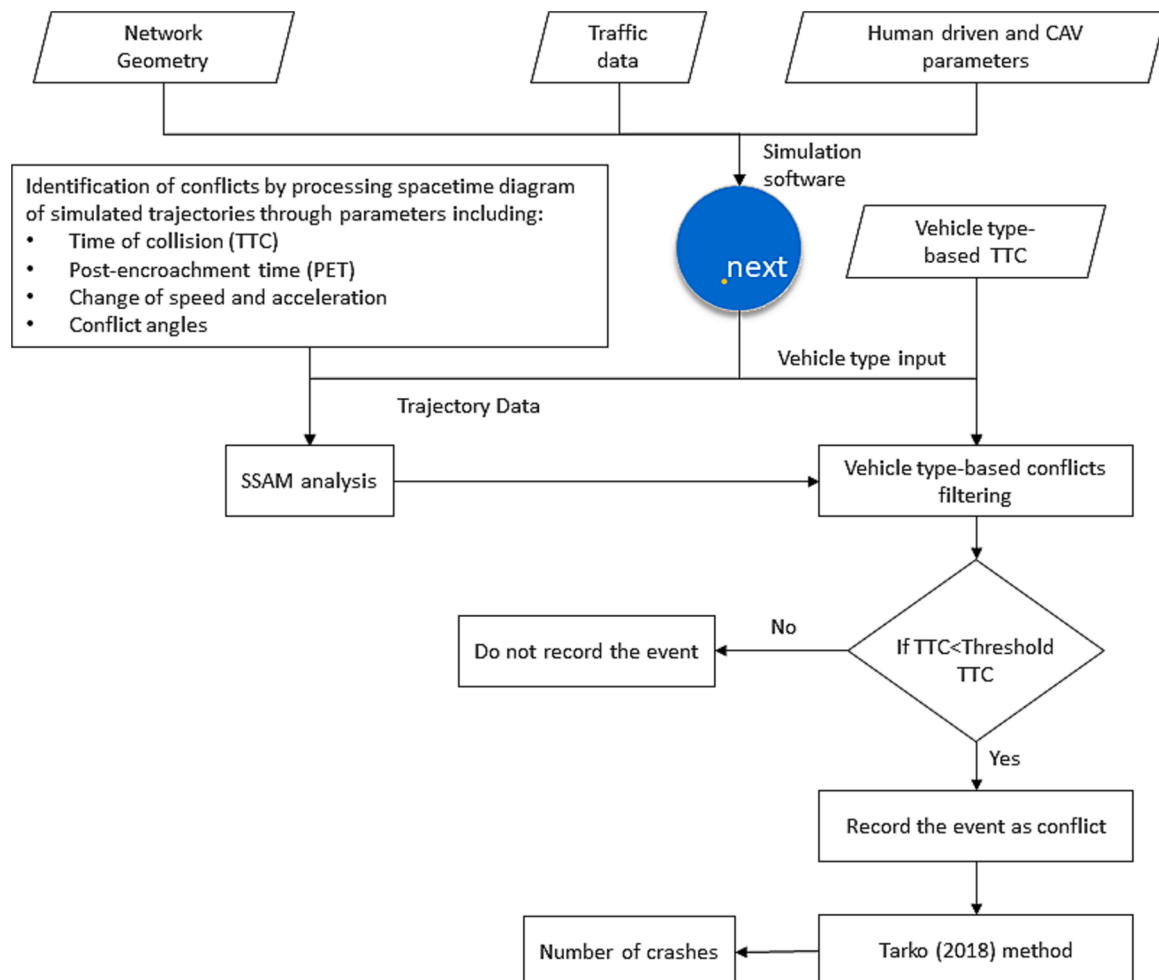 Network
Geometry
Traffic
data
Human driven and CAV
parameters
Simulation
software
Identification of conflicts by processing spacetime diagram
of simulated trajectories through parameters including:
• Time of collision (TTC)
• Post-encroachment time (PET)
• Change of speed and acceleration
• Conflict angles
.next
Vehicle type-
based TTC
Vehicle type input
Trajectory Data
SSAM analysis
Vehicle type-based conflicts
filtering
If TTC<Threshold
TTC
No
Do not record the event
Yes
Record the event as conflict
Tarko (2018) method
Number of crashes